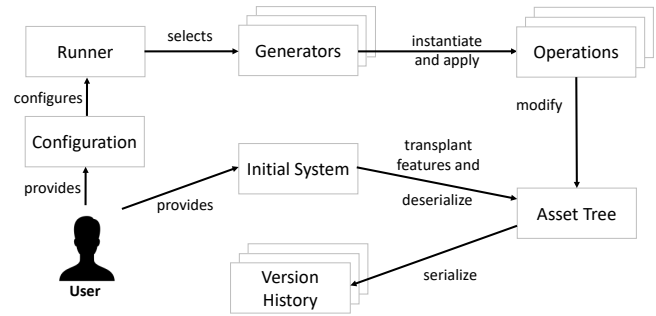 selects
Runner
Generators
instantiate
and apply
Operations
configures
modify
Configuration
transplant
features and
deserialize
Initial System
provides
provides
Asset Tree
User
Version
History
serialize